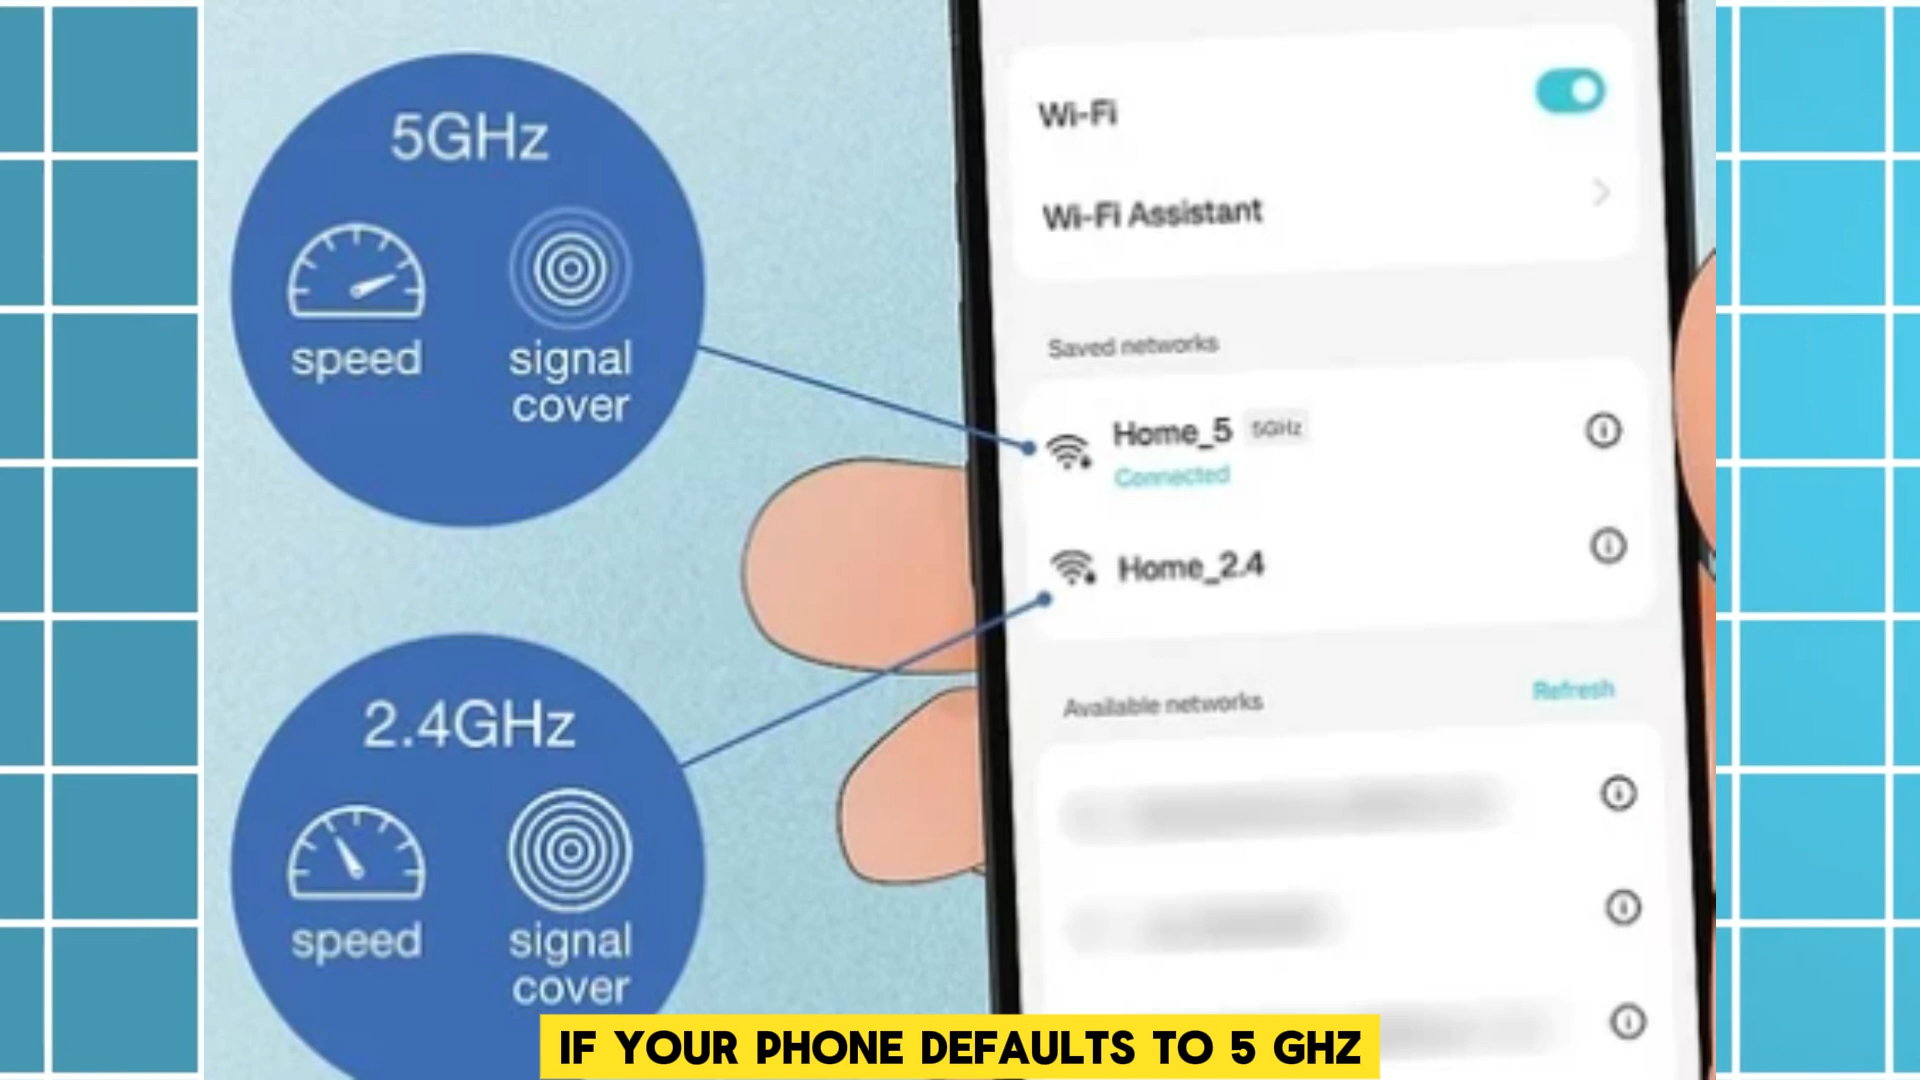 5GHz
speed
signal
cover
2.4GHz
speed
signal
cover
Wi-Fi
Wi-Fi Assistant
Saved networks
Home_5 5GHz
Connected
Home_2.4
Available networks
Refresh
IF YOUR PHONE DEFAULTS TO 5 GHZ